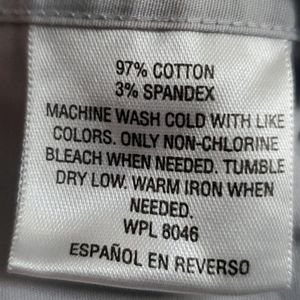 97% COTTON
3% SPANDEX
MACHINE WASH COLD WITH LIKE
COLORS. ONLY NON-CHLORINE
BLEACH WHEN NEEDED. TUMBLE
DRY LOW. WARM IRON WHEN
NEEDED.
WPL 8046
ESPAÑOL EN REVERSO